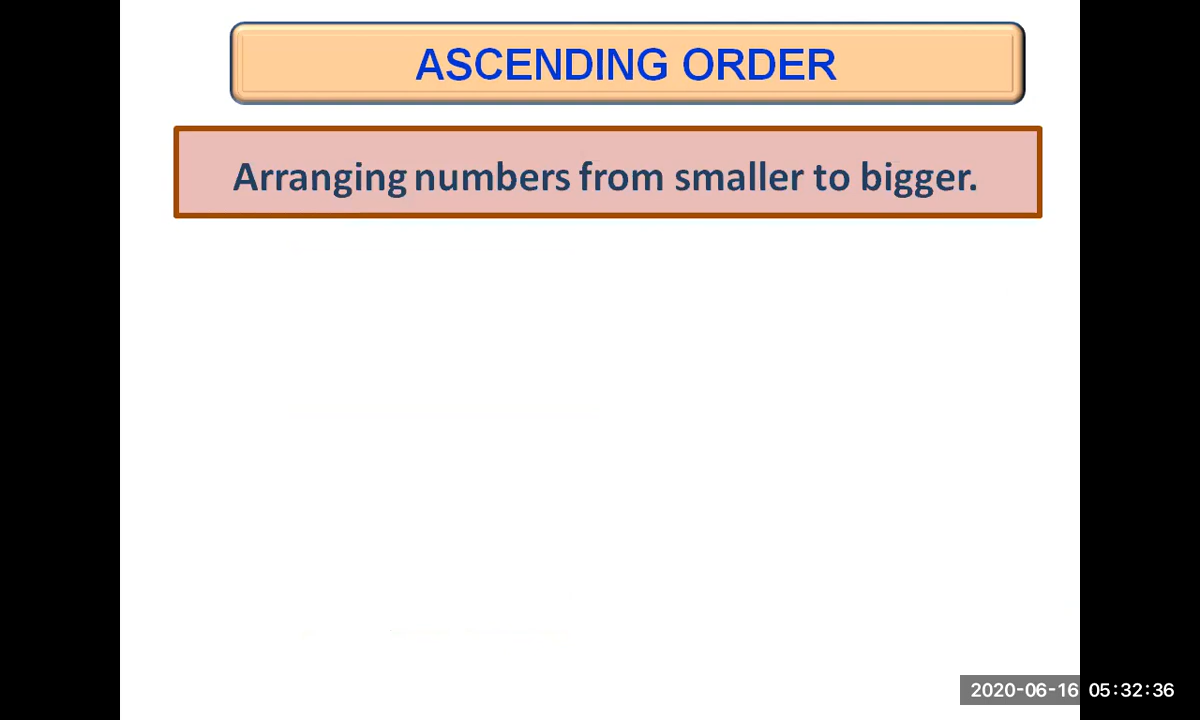 ASCENDING ORDER
Arranging numbers from smaller to bigger.
2020-06-16 05:32:36